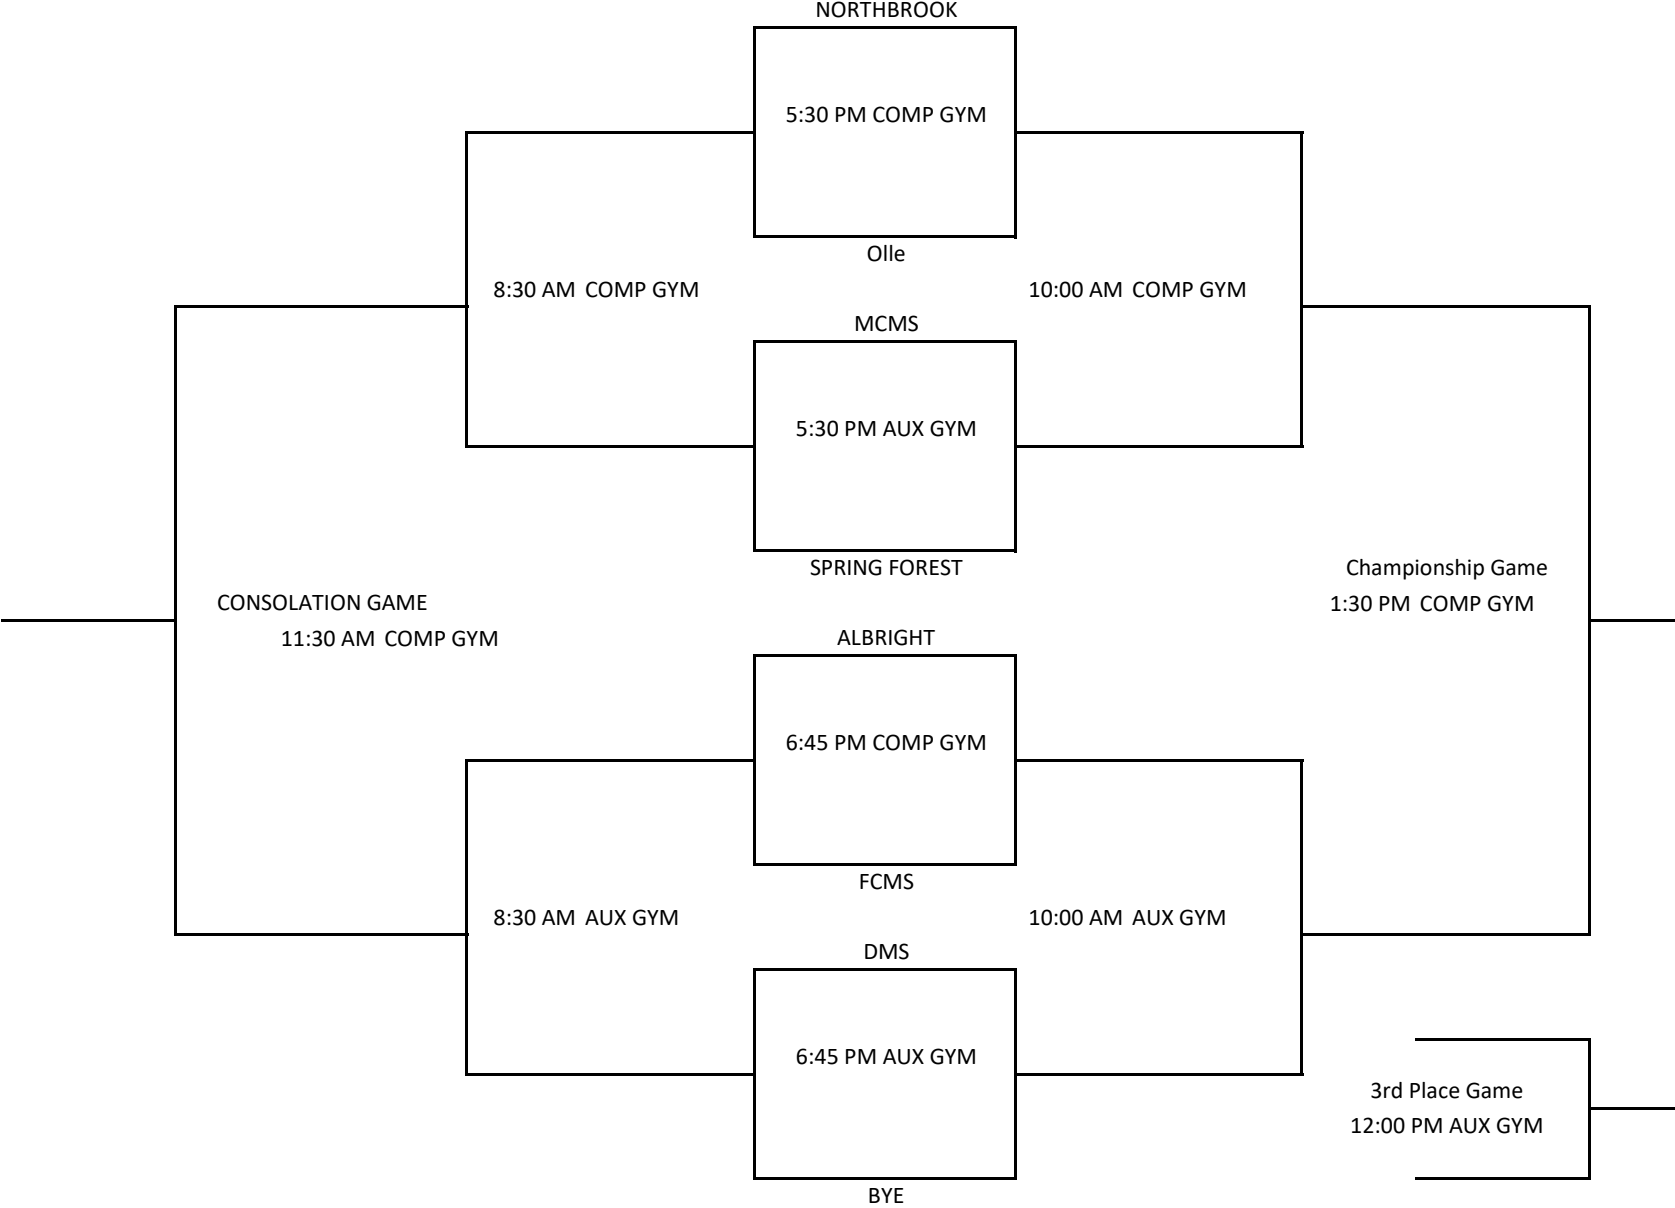 NORTHBROOK
5:30 PM COMP GYM
Olle
8:30 AM COMP GYM
10:00 AM COMP GYM
MCMS
5:30 PM AUX GYM
SPRING FOREST
Championship Game
1:30 PM COMP GYM
CONSOLATION GAME
11:30 AM COMP GYM
ALBRIGHT
6:45 PM COMP GYM
FCMS
8:30 AM AUX GYM
10:00 AM AUX GYM
DMS
6:45 PM AUX GYM
3rd Place Game
12:00 PM AUX GYM
BYE